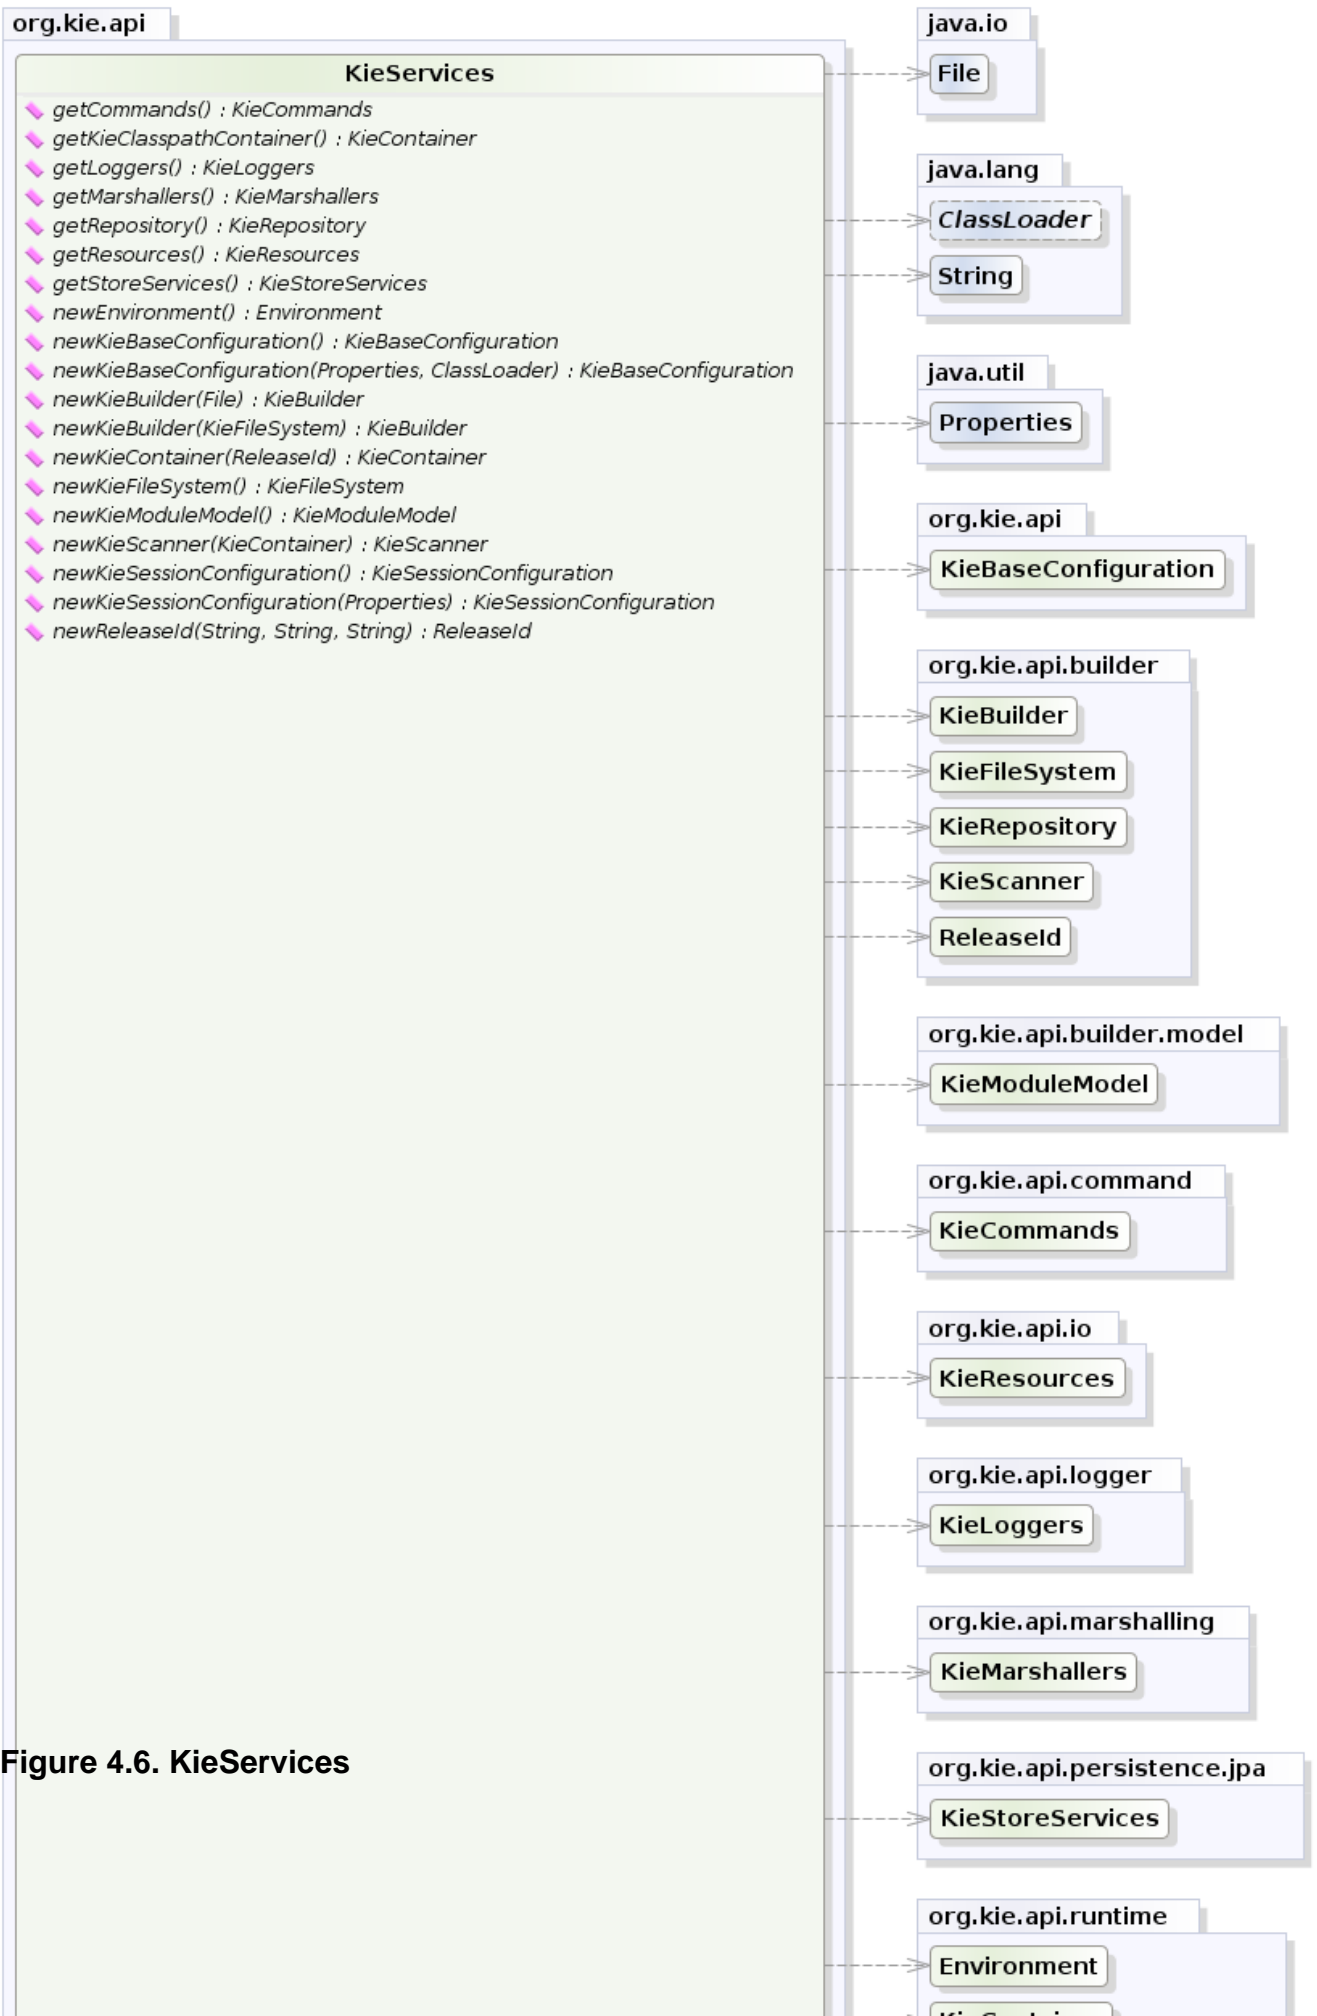 org.kie.api
KieServices
getCommands() : KieCommands
getKieClasspathContainer() : KieContainer
getLoggers() : KieLoggers
getMarshallers() : KieMarshallers
getRepository() : KieRepository
getResources() : KieResources
getStoreServices() : KieStoreServices
newEnvironment() : Environment
newKieBaseConfiguration() : KieBaseConfiguration
newKieBaseConfiguration(Properties, ClassLoader) : KieBaseConfiguration
newKieBuilder(File) : KieBuilder
newKieBuilder(KieFileSystem) : KieBuilder
newKieContainer(ReleaseId) : KieContainer
newKieFileSystem() : KieFileSystem
newKieModuleModel() : KieModuleModel
newKieScanner(KieContainer) : KieScanner
newKieSessionConfiguration() : KieSessionConfiguration
newKieSessionConfiguration(Properties) : KieSessionConfiguration
newReleaseId(String, String, String) : ReleaseId
Figure 4.6. KieServices
java.io
File
java.lang
ClassLoader
String
java.util
Properties
org.kie.api
KieBaseConfiguration
org.kie.api.builder
KieBuilder
KieFileSystem
KieRepository
KieScanner
ReleaseId
org.kie.api.builder.model
KieModuleModel
org.kie.api.command
KieCommands
org.kie.api.io
KieResources
org.kie.api.logger
KieLoggers
org.kie.api.marshalling
KieMarshallers
org.kie.api.persistence.jpa
KieStoreServices
org.kie.api.runtime
Environment